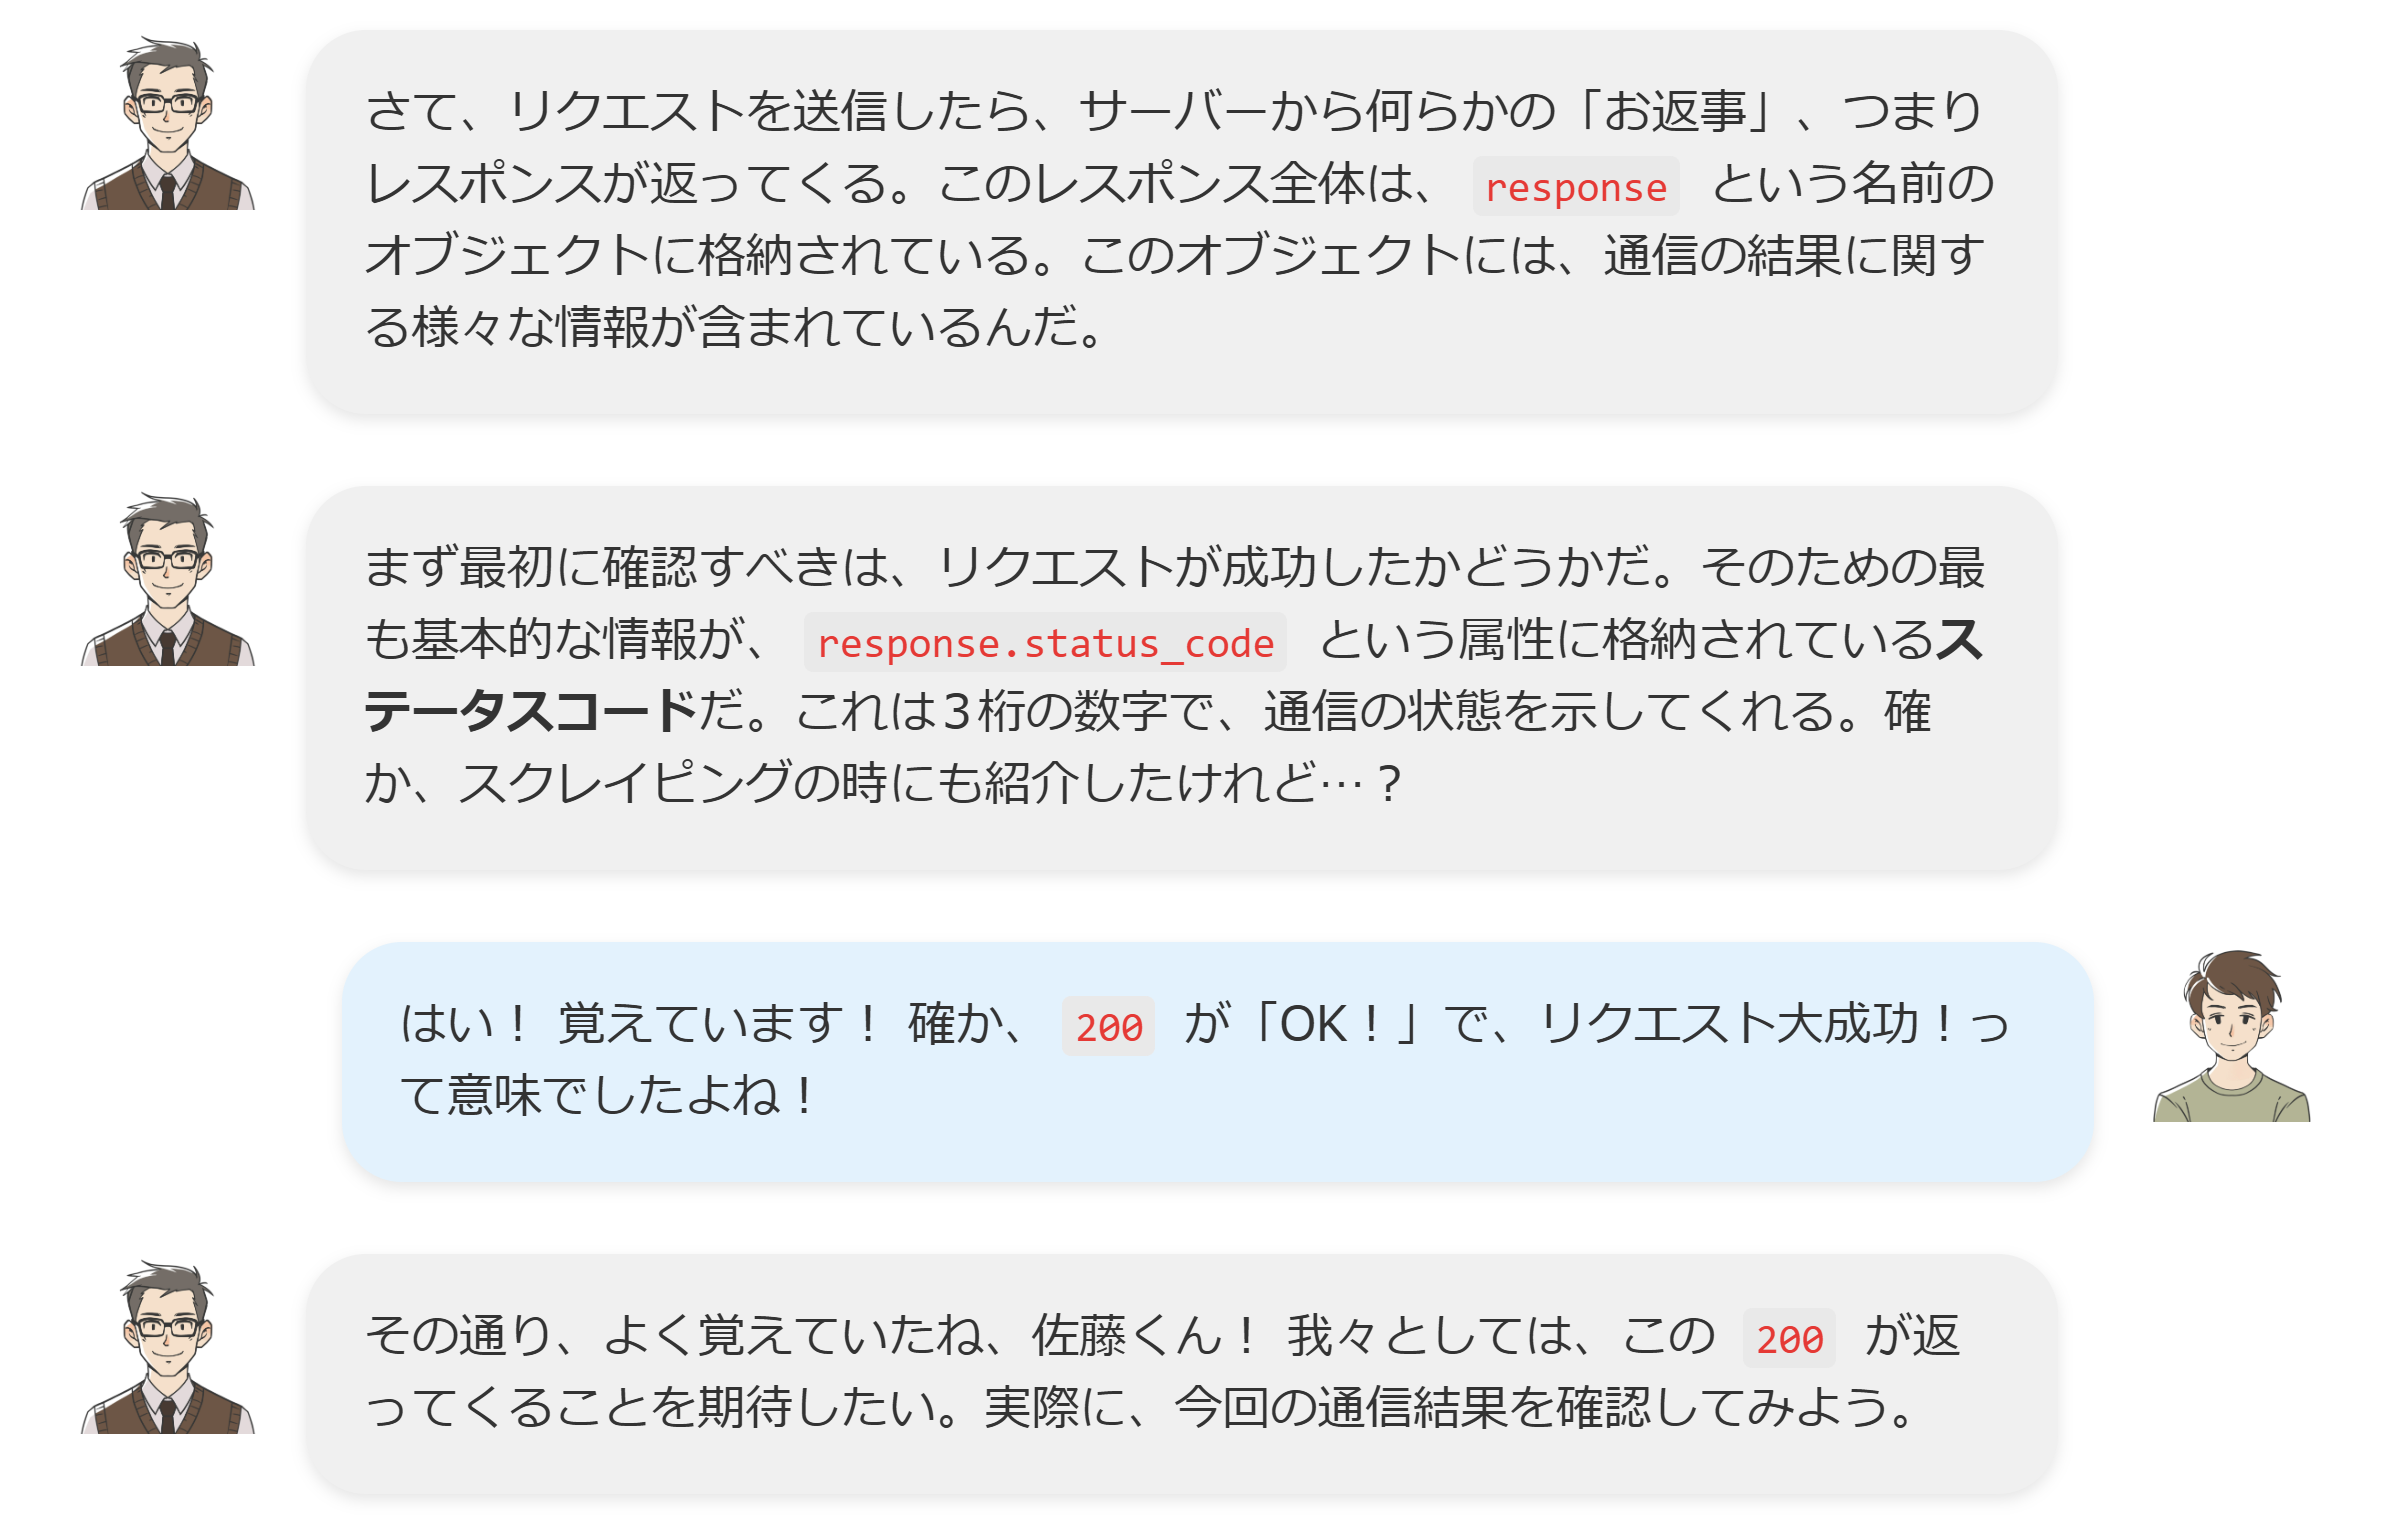 さて、リクエストを送信したら、サーバーから何らかの「お返事」、つまり
レスポンスが返ってくる。このレスポンス全体は、 response という名前の
オブジェクトに格納されている。このオブジェクトには、通信の結果に関す
る様々な情報が含まれているんだ。
まず最初に確認すべきは、リクエストが成功したかどうかだ。そのための最
も基本的な情報が、 response.status_code という属性に格納されているス
テータスコードだ。これは３桁の数字で、通信の状態を示してくれる。確
か、スクレイピングの時にも紹介したけれど…？
はい！ 覚えています！ 確か、 200 が「OK！」で、リクエスト大成功！っ
て意味でしたよね！
その通り、よく覚えていたね、佐藤くん！ 我々としては、この 200 が返
ってくることを期待したい。実際に、今回の通信結果を確認してみよう。